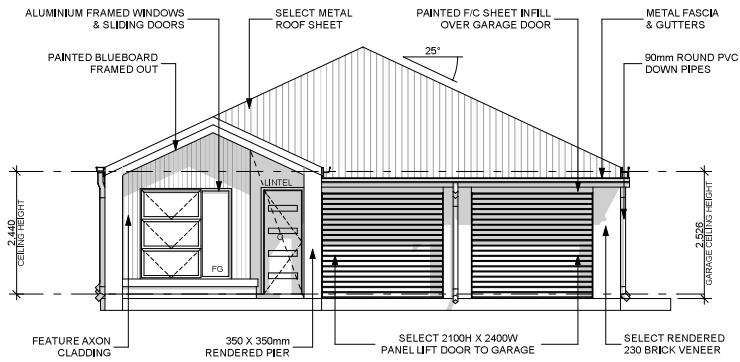 ALUMINIUM FRAMED WINDOWS
& SLIDING DOORS
SELECT METAL
ROOF SHEET
PAINTED F/C SHEET INFILL
OVER GARAGE DOOR
METAL FASCIA
& GUTTERS
PAINTED BLUEBOARD
FRAMED OUT
25°
90mm ROUND PVC
DOWN PIPES
LINTEL
2,440
CEILING HEIGHT
2,526
GARAGE CEILING HEIGHT
FG
FEATURE AXON
CLADDING
350 X 350mm
RENDERED PIER
SELECT 2100H X 2400W
PANEL LIFT DOOR TO GARAGE
SELECT RENDERED
230 BRICK VENEER